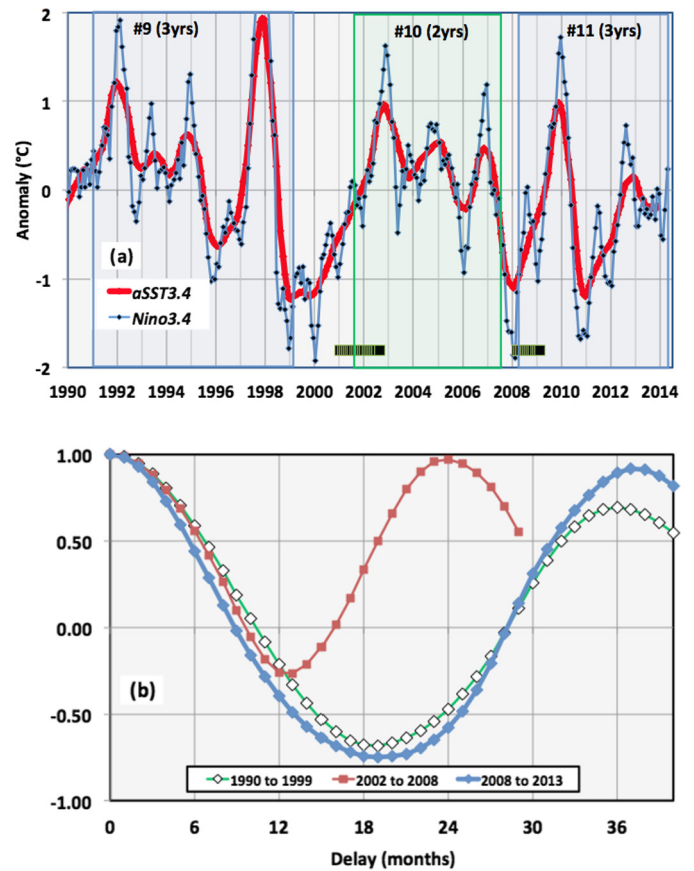 2
#9 (3yrs)
#10 (2yrs)
#11 (3yrs)
1
0
-1
-2
Anomaly (°C)
(a)
aSST3.4
Nino3.4
1990 1992 1994 1996 1998 2000 2002 2004 2006 2008 2010 2012 2014
1.00
0.50
0.00
-0.50
-1.00
(b)
1990 to 1999
2002 to 2008
2008 to 2013
0 6 12 18 24 30 36
Delay (months)